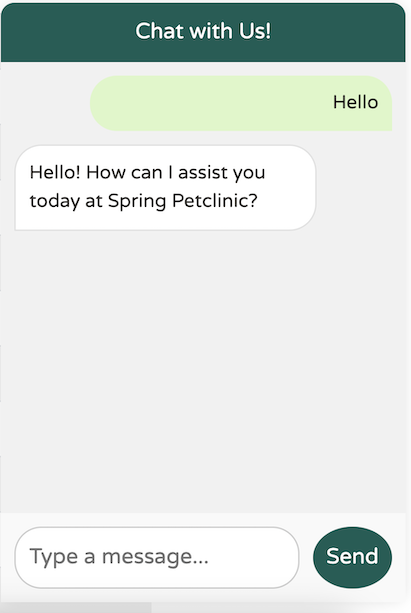 Chat with Us!
Hello
Hello! How can I assist you
today at Spring Petclinic?
Type a message...
Send